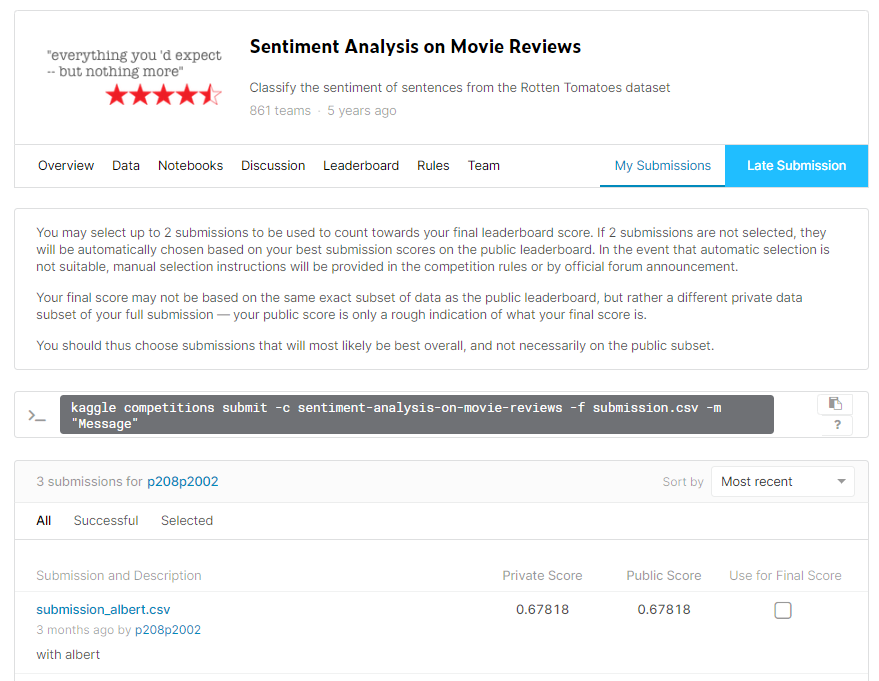 "everything you 'd expect
-- but nothing more"
Sentiment Analysis on Movie Reviews
Classify the sentiment of sentences from the Rotten Tomatoes dataset
861 teams · 5 years ago
Overview Data Notebooks Discussion Leaderboard Rules Team My Submissions Late Submission
You may select up to 2 submissions to be used to count towards your final leaderboard score. If 2 submissions are not selected, they
will be automatically chosen based on your best submission scores on the public leaderboard. In the event that automatic selection is
not suitable, manual selection instructions will be provided in the competition rules or by official forum announcement.
Your final score may not be based on the same exact subset of data as the public leaderboard, but rather a different private data
subset of your full submission — your public score is only a rough indication of what your final score is.
You should thus choose submissions that will most likely be best overall, and not necessarily on the public subset.
>_ kaggle competitions submit -c sentiment-analysis-on-movie-reviews -f submission.csv -m
"Message"
?
3 submissions for p208p2002 Sort by Most recent
All Successful Selected
Submission and Description Private Score Public Score Use for Final Score
submission_albert.csv 0.67818 0.67818
3 months ago by p208p2002
with albert